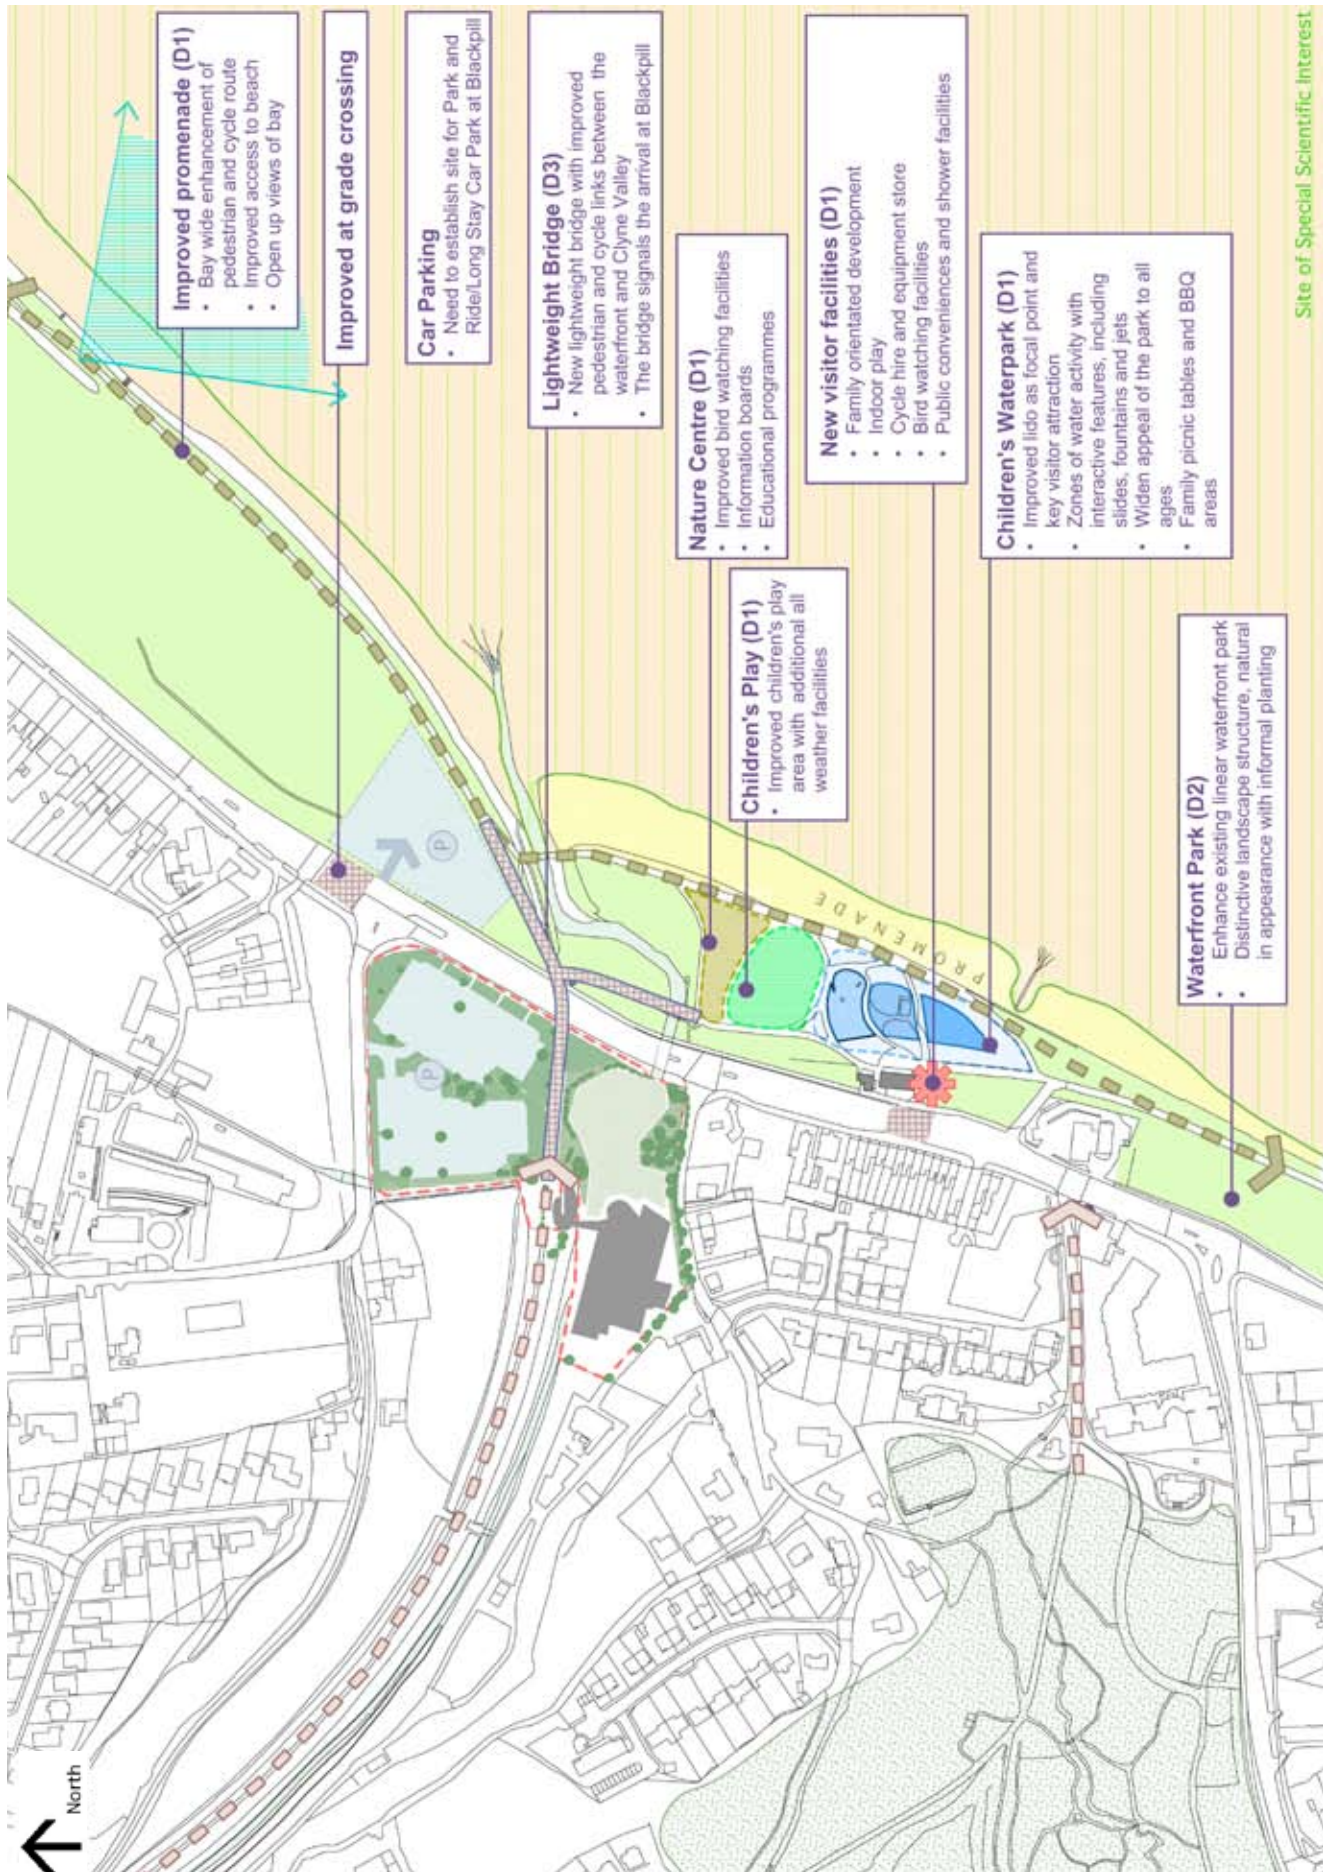 Improved promenade (D1)
• Bay wide enhancement of
pedestrian and cycle route
• Improved access to beach
• Open up views of bay
Improved at grade crossing
Car Parking
• Need to establish site for Park and
Ride/Long Stay Car Park at Blackpill
Lightweight Bridge (D3)
• New lightweight bridge with improved
pedestrian and cycle links between the
waterfront and Clyne Valley
• The bridge signals the arrival at Blackpill
Nature Centre (D1)
• Improved bird watching facilities
• Information boards
• Educational programmes
Children's Play (D1)
• Improved children's play
area with additional all
weather facilities
New visitor facilities (D1)
• Family orientated development
• Indoor play
• Cycle hire and equipment store
• Bird watching facilities
• Public conveniences and shower facilities
Children's Waterpark (D1)
• Improved lido as focal point and
key visitor attraction
• Zones of water activity with
interactive features, including
slides, fountains and jets
• Widen appeal of the park to all
ages
• Family picnic tables and BBQ
areas
Waterfront Park (D2)
• Enhance existing linear waterfront park
• Distinctive landscape structure, natural
in appearance with informal planting
Site of Special Scientific Interest
PROMENADE
P
P
North